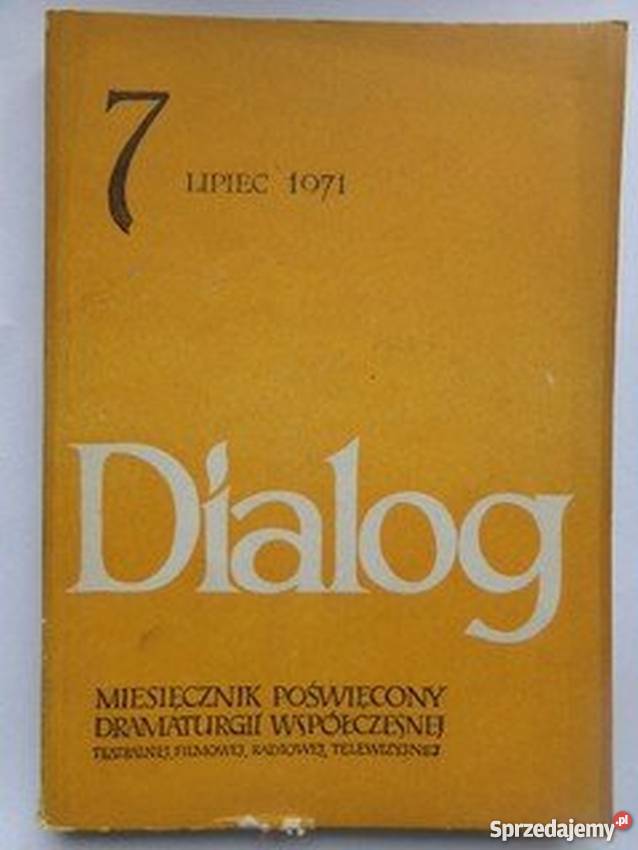 7
LIPIEC 1971
Dialog
MIESIĘCZNIK POŚWIĘCONY
DRAMATURGII WSPÓŁCZESNEJ
TEATRALNEJ, FILMOWEJ, RADIOWEJ, TELEWIZYJNEJ
Sprzedajemy.pl